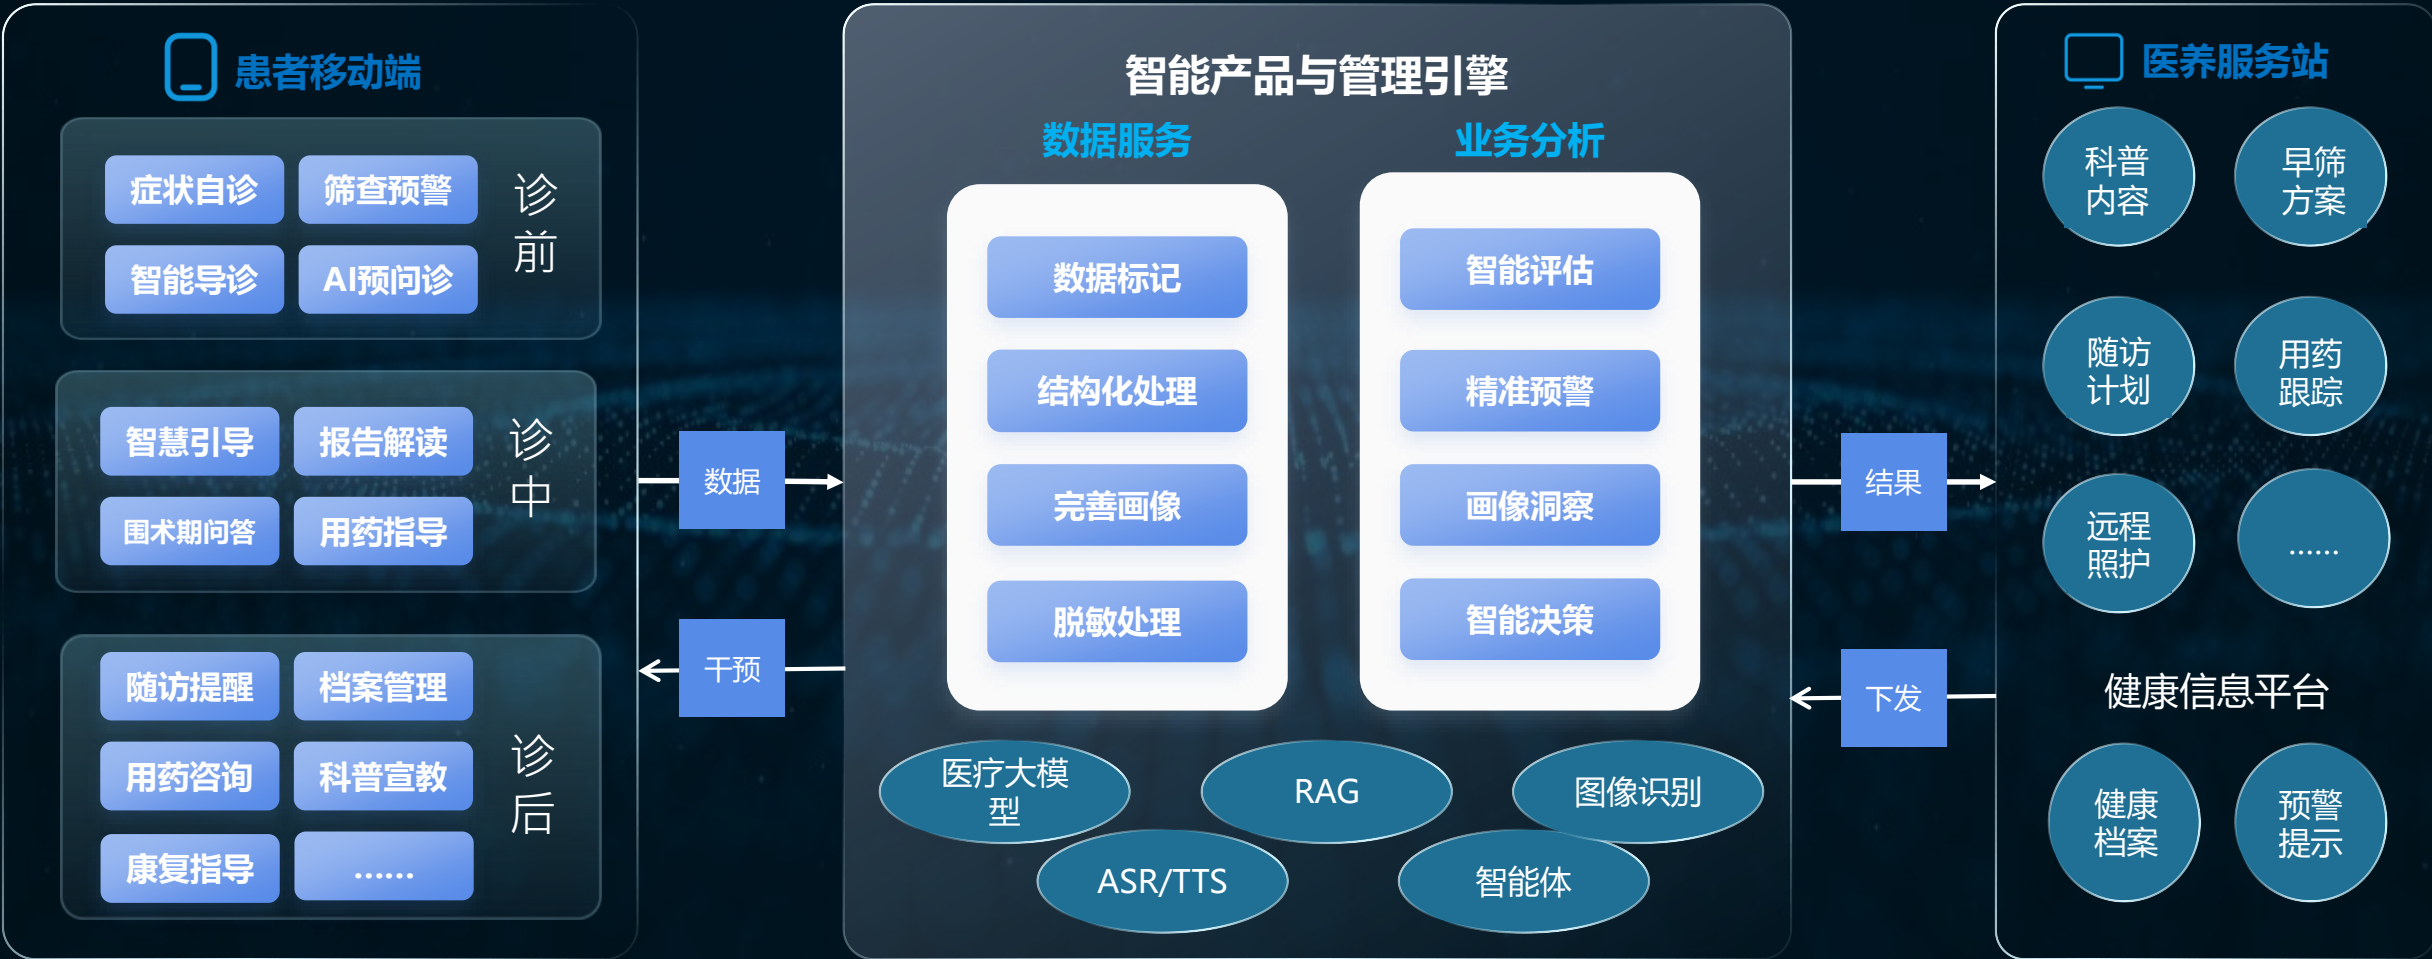 患者移动端
症状自诊
筛查预警
智能导诊
AI预问诊
诊
前
智慧引导
报告解读
围术期问答
用药指导
诊
中
随访提醒
档案管理
用药咨询
科普宣教
康复指导
……
诊
后
数据
干预
智能产品与管理引擎
数据服务
数据标记
结构化处理
完善画像
脱敏处理
业务分析
智能评估
精准预警
画像洞察
智能决策
医疗大模
型
RAG
图像识别
ASR/TTS
智能体
结果
下发
医养服务站
科普
内容
早筛
方案
随访
计划
用药
跟踪
远程
照护
……
健康信息平台
健康
档案
预警
提示